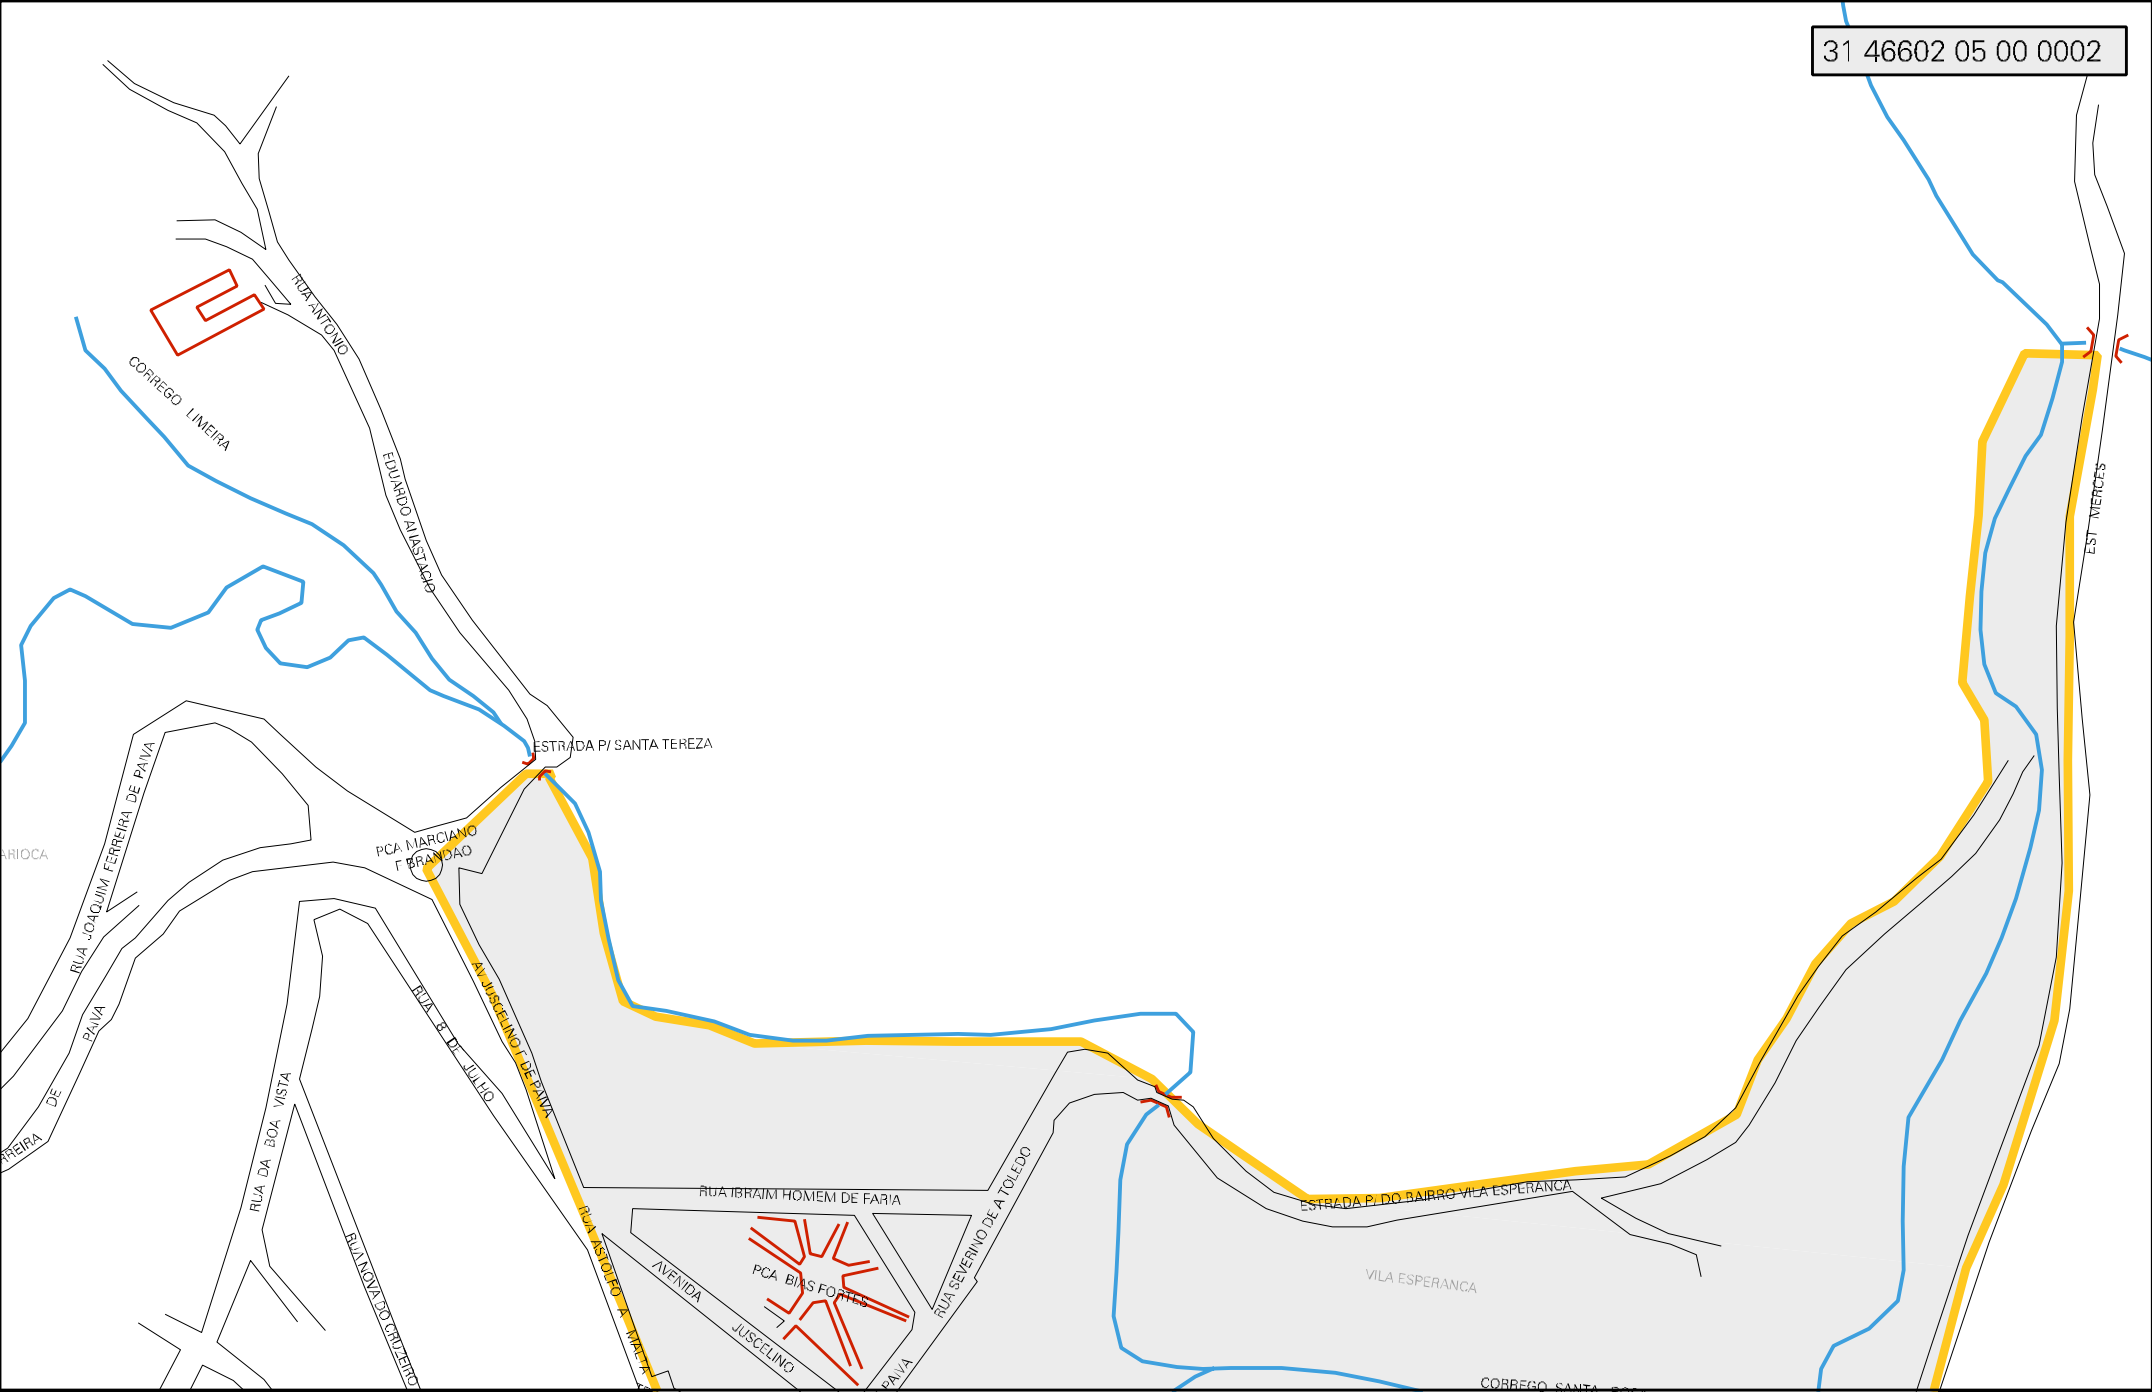 31 46602 05 00 0002
RUA ANTONIO
CORREGO LIMEIRA
EDUARDO ANASTACIO
EST MERCES
ESTRADA P/ SANTA TEREZA
RUA JOAQUIM FERREIRA DE PAIVA
PCA MARCIANO
F BRANDAO
ARIOCA
AV JUSCELINO F DE PAIVA
RUA 8 DE JULHO
PAIVA
DE
RREIRA
RUA DA BOA VISTA
RUA IBRAIM HOMEM DE FARIA
RUA SEVERINO DE A TOLEDO
ESTRADA P/ DO BAIRRO VILA ESPERANCA
RUA ASTOLFO A MALTA
RUA NOVA DO CRUZEIRO
AVENIDA
PCA BIAS FORTES
VILA ESPERANCA
JUSCELINO
PAIVA
CORREGO SANTA